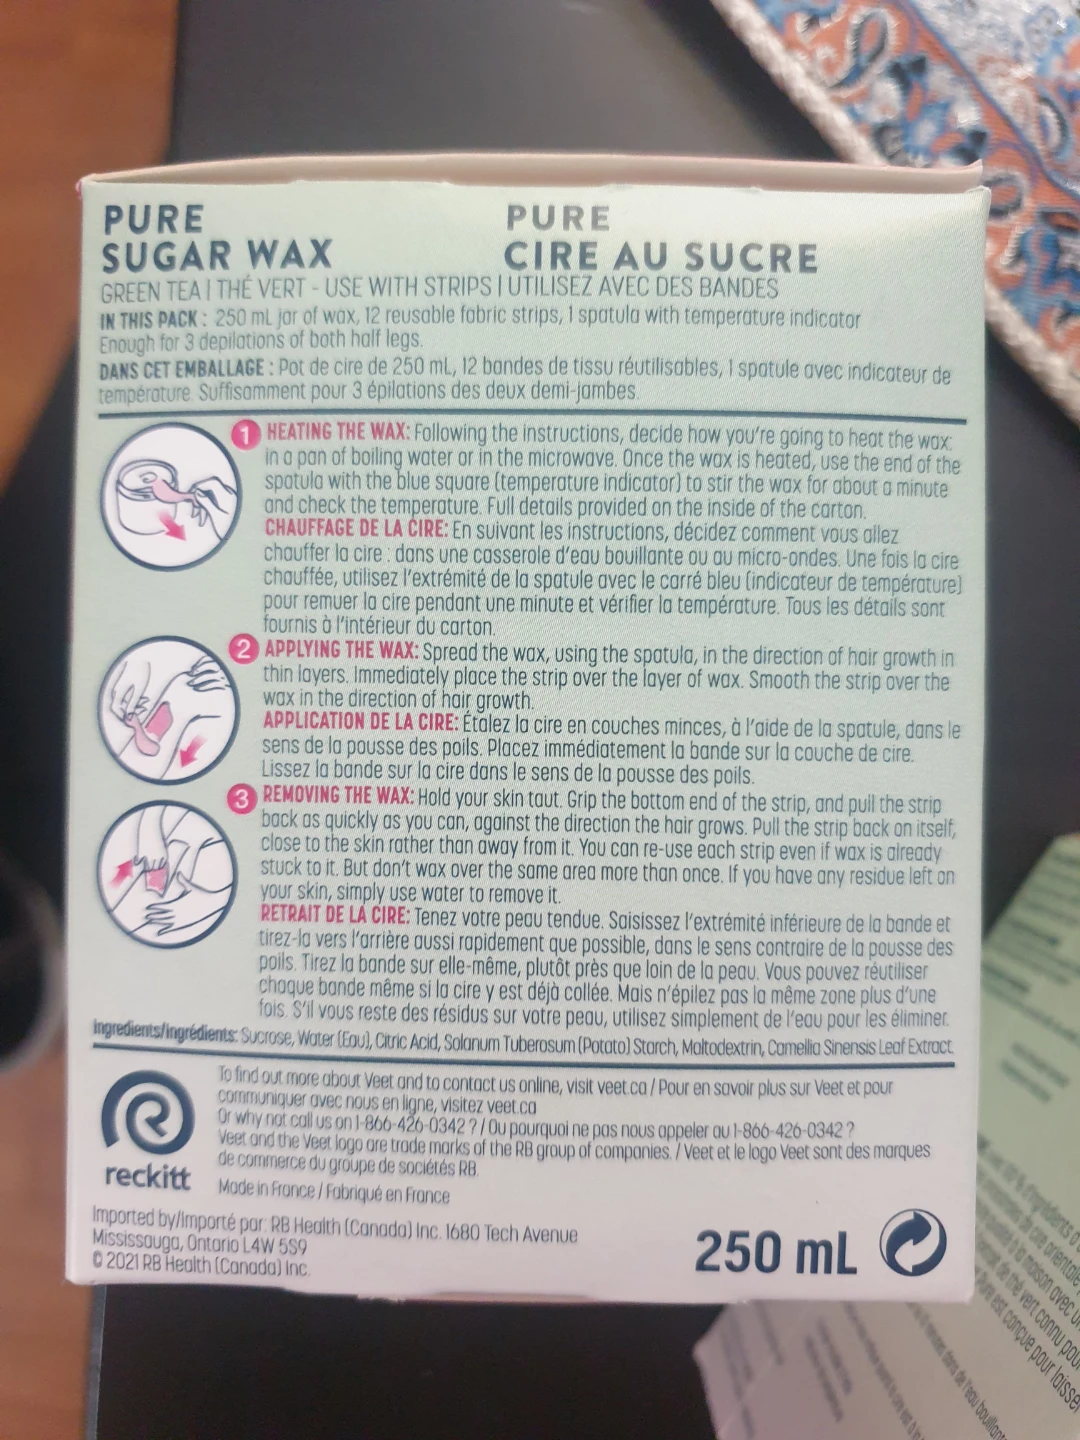 PURE
SUGAR WAX
PURE
CIRE AU SUCRE
GREEN TEA | THÉ VERT - USE WITH STRIPS | UTILISEZ AVEC DES BANDES
IN THIS PACK : 250 mL jar of wax, 12 reusable fabric strips, 1 spatula with temperature indicator
Enough for 3 depilations of both half legs.
DANS CET EMBALLAGE : Pot de cire de 250 mL, 12 bandes de tissu réutilisables, 1 spatule avec indicateur de
température. Suffisamment pour 3 épilations des deux demi-jambes.
1 HEATING THE WAX: Following the instructions, decide how you're going to heat the wax:
in a pan of boiling water or in the microwave. Once the wax is heated, use the end of the
spatula with the blue square (temperature indicator) to stir the wax for about a minute
and check the temperature. Full details provided on the inside of the carton.
CHAUFFAGE DE LA CIRE: En suivant les instructions, décidez comment vous allez
chauffer la cire : dans une casserole d'eau bouillante ou au micro-ondes. Une fois la cire
chauffée, utilisez l'extrémité de la spatule avec le carré bleu (indicateur de température)
pour remuer la cire pendant une minute et vérifier la température. Tous les détails sont
fournis à l'intérieur du carton.
2 APPLYING THE WAX: Spread the wax, using the spatula, in the direction of hair growth in
thin layers. Immediately place the strip over the layer of wax. Smooth the strip over the
wax in the direction of hair growth.
APPLICATION DE LA CIRE: Étalez la cire en couches minces, à l'aide de la spatule, dans le
sens de la pousse des poils. Placez immédiatement la bande sur la couche de cire.
Lissez la bande sur la cire dans le sens de la pousse des poils.
3 REMOVING THE WAX: Hold your skin taut. Grip the bottom end of the strip, and pull the strip
back as quickly as you can, against the direction the hair grows. Pull the strip back on itself,
close to the skin rather than away from it. You can re-use each strip even if wax is already
stuck to it. But don't wax over the same area more than once. If you have any residue left on
your skin, simply use water to remove it.
RETRAIT DE LA CIRE: Tenez votre peau tendue. Saisissez l'extrémité inférieure de la bande et
tirez-la vers l'arrière aussi rapidement que possible, dans le sens contraire de la pousse des
poils. Tirez la bande sur elle-même, plutôt près que loin de la peau. Vous pouvez réutiliser
chaque bande même si la cire y est déjà collée. Mais n'épilez pas la même zone plus d'une
fois. S'il vous reste des résidus sur votre peau, utilisez simplement de l'eau pour les éliminer.
Ingredients/Ingrédients: Sucrose, Water (Eau), Citric Acid, Solanum Tuberosum (Potato) Starch, Maltodextrin, Camellia Sinensis Leaf Extract.
reckitt
To find out more about Veet and to contact us online, visit veet.ca / Pour en savoir plus sur Veet et pour
communiquer avec nous en ligne, visitez veet.ca
Or why not call us on 1-866-426-0342 ? / Ou pourquoi ne pas nous appeler au 1-866-426-0342 ?
Veet and the Veet logo are trade marks of the RB group of companies. / Veet et le logo Veet sont des marques
de commerce du groupe de sociétés RB.
Made in France / Fabriqué en France
Imported by/Importé par: RB Health (Canada) Inc. 1680 Tech Avenue
Mississauga, Ontario L4W 5S9
© 2021 RB Health (Canada) Inc.
250 mL